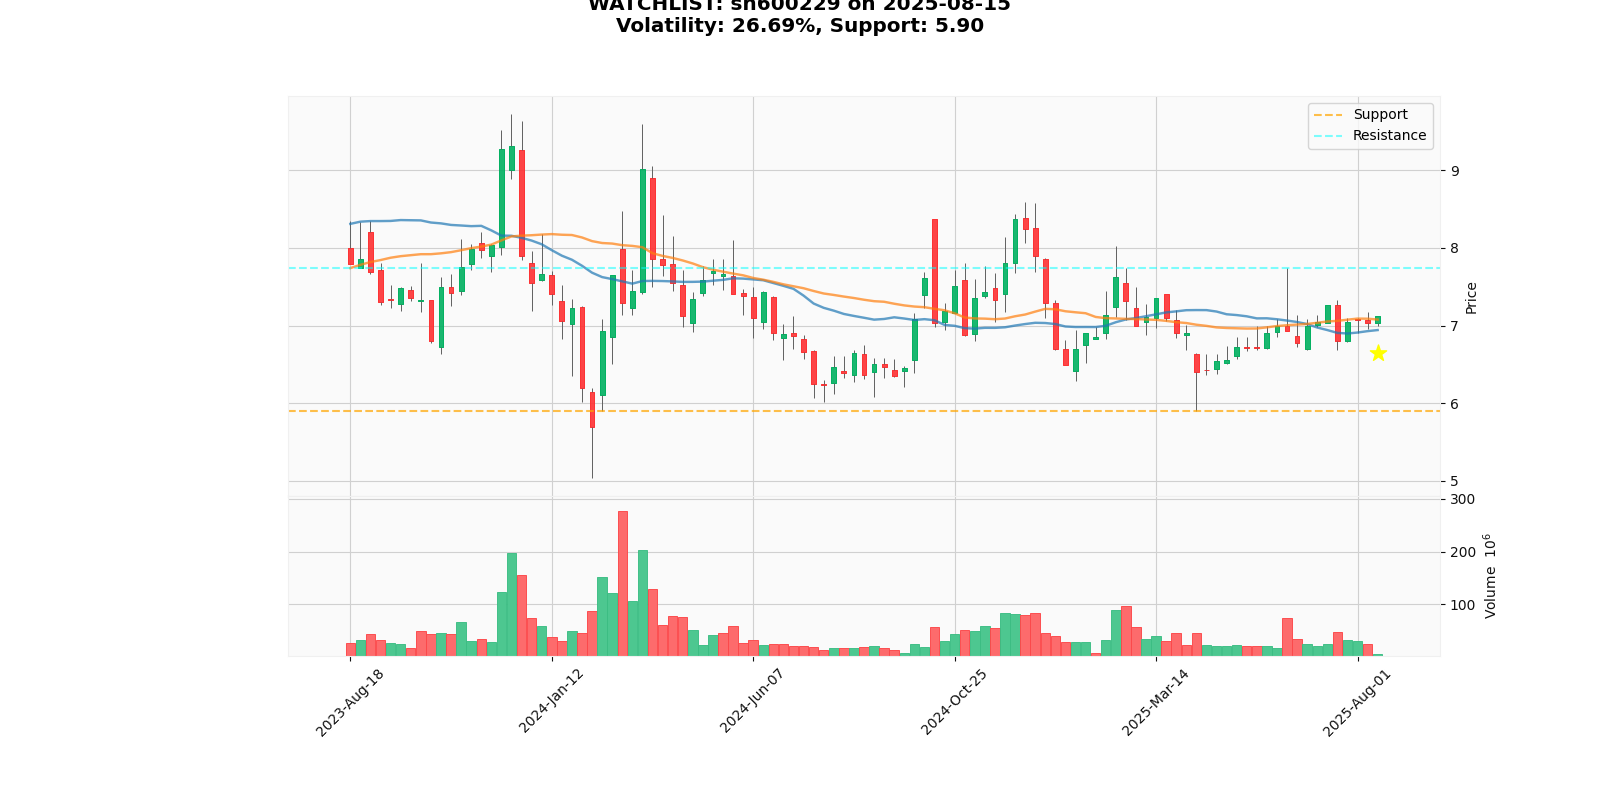 WATCHLIST: sh600229 on 2025-08-15
Volatility: 26.69%, Support: 5.90
Support
Resistance
9
8
7
6
5
Price
300
200
100
Volume 10^6
2023-Aug-18
2024-Jan-12
2024-Jun-07
2024-Oct-25
2025-Mar-14
2025-Aug-01